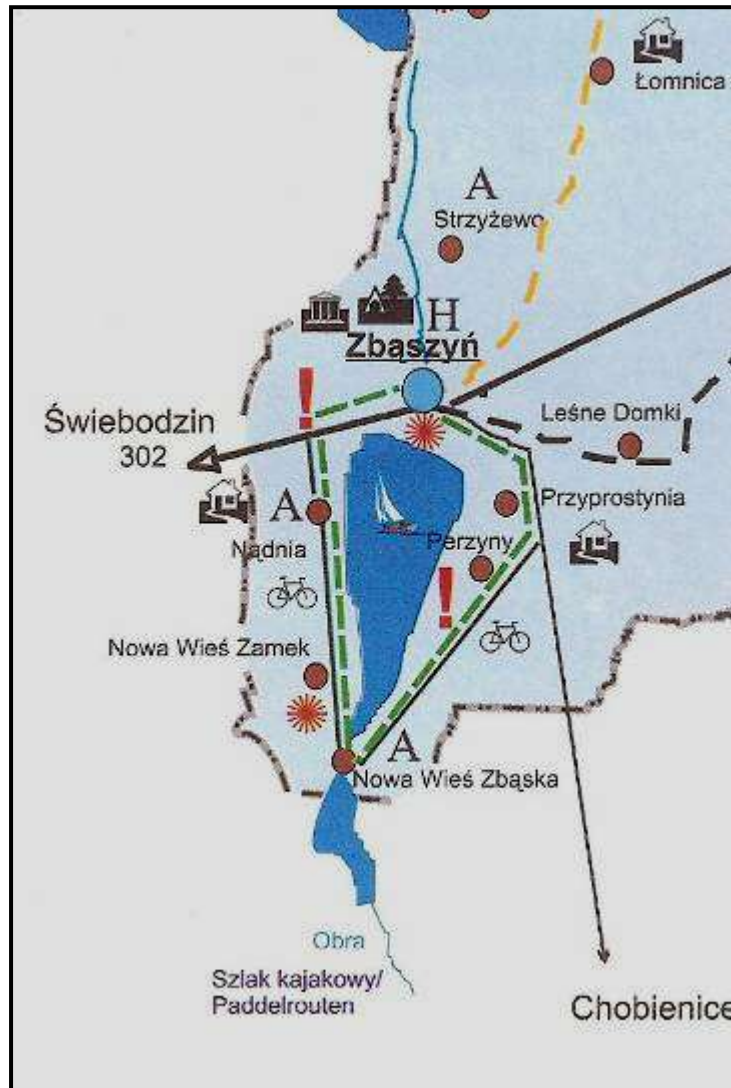 Łomnica
A
Strzyżewo
H
Zbąszyń
Świebodzin
302
!
Leśne Domki
A
Nądnia
Przyprostynia
Perzyny
!
Nowa Wieś Zamek
A
Nowa Wieś Zbąska
Obra
Szlak kajakowy/
Paddelrouten
Chobienice